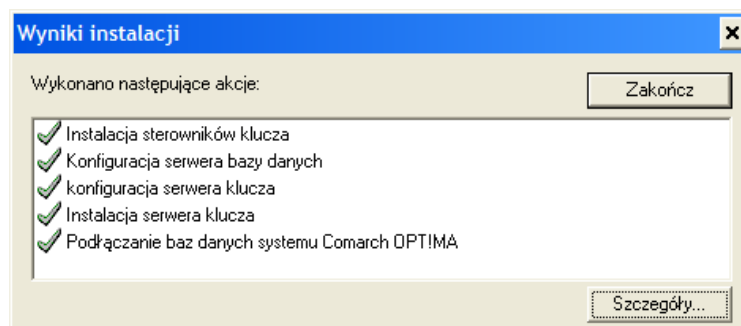 Wyniki instalacji
Wykonano następujące akcje:
Zakończ
Instalacja sterowników klucza
Konfiguracja serwera bazy danych
konfiguracja serwera klucza
Instalacja serwera klucza
Podłączanie baz danych systemu Comarch OPT!MA
Szczegóły...